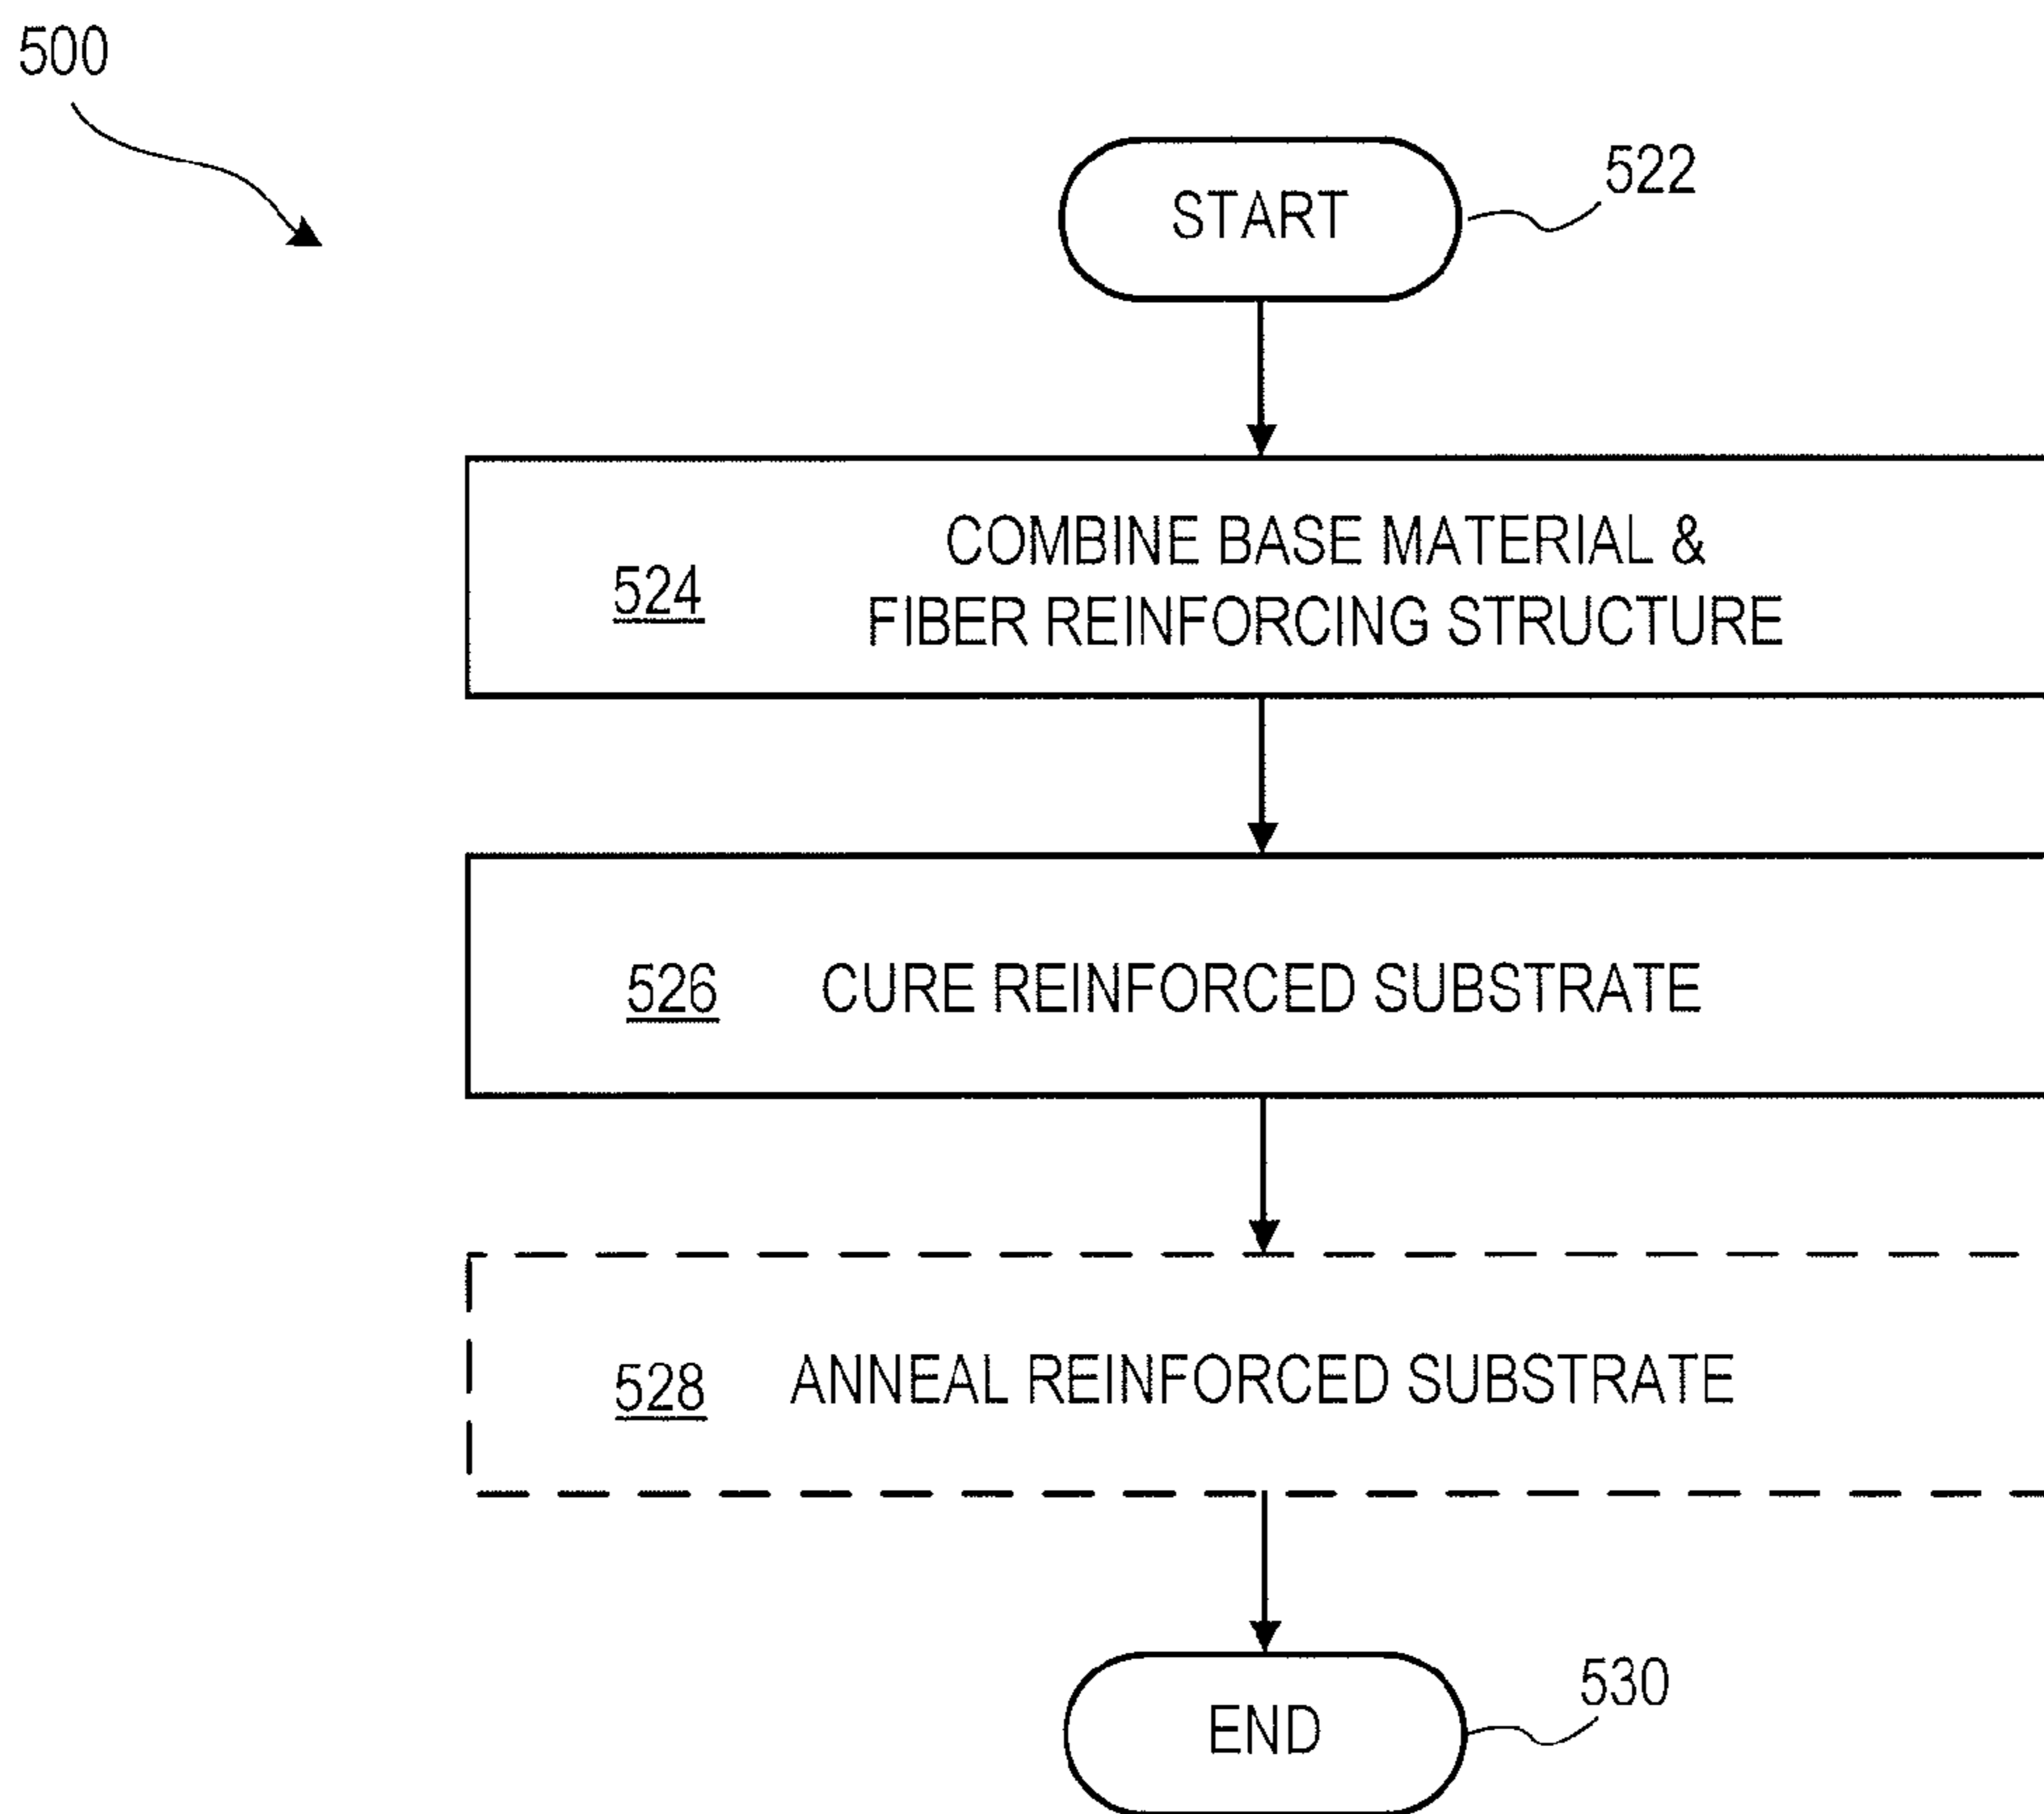 500
START
522
COMBINE BASE MATERIAL &
524
FIBER REINFORCING STRUCTURE
526 CURE REINFORCED SUBSTRATE
528 ANNEAL REINFORCED SUBSTRATE
530
END